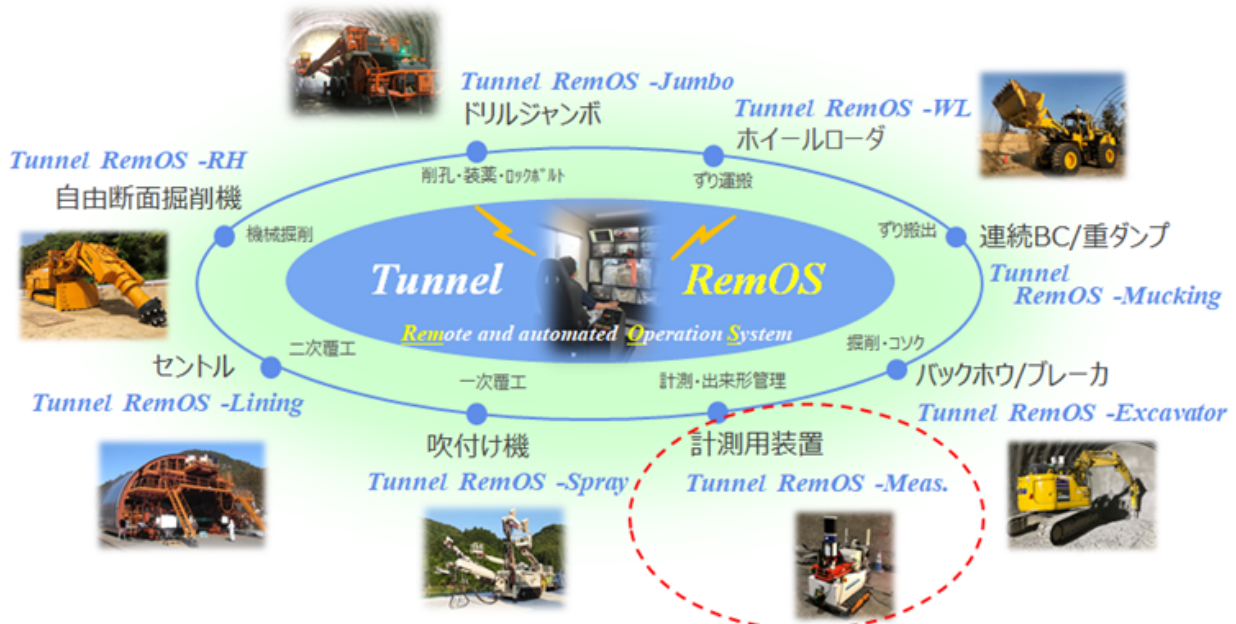 Tunnel RemOS -Jumbo
ドリルジャンボ
削孔・装薬・ロックボルト
Tunnel RemOS -WL
ホイールローダ
ずり運搬
Tunnel RemOS -RH
自由断面掘削機
機械掘削
ずり搬出
連続BC/重ダンプ
Tunnel
RemOS -Mucking
Tunnel RemOS
Remote and automated Operation System
掘削・コソク
バックホウ/ブレーカ
Tunnel RemOS -Excavator
二次覆工
セントル
Tunnel RemOS -Lining
一次覆工
吹付け機
Tunnel RemOS -Spray
計測・出来形管理
計測用装置
Tunnel RemOS -Meas.